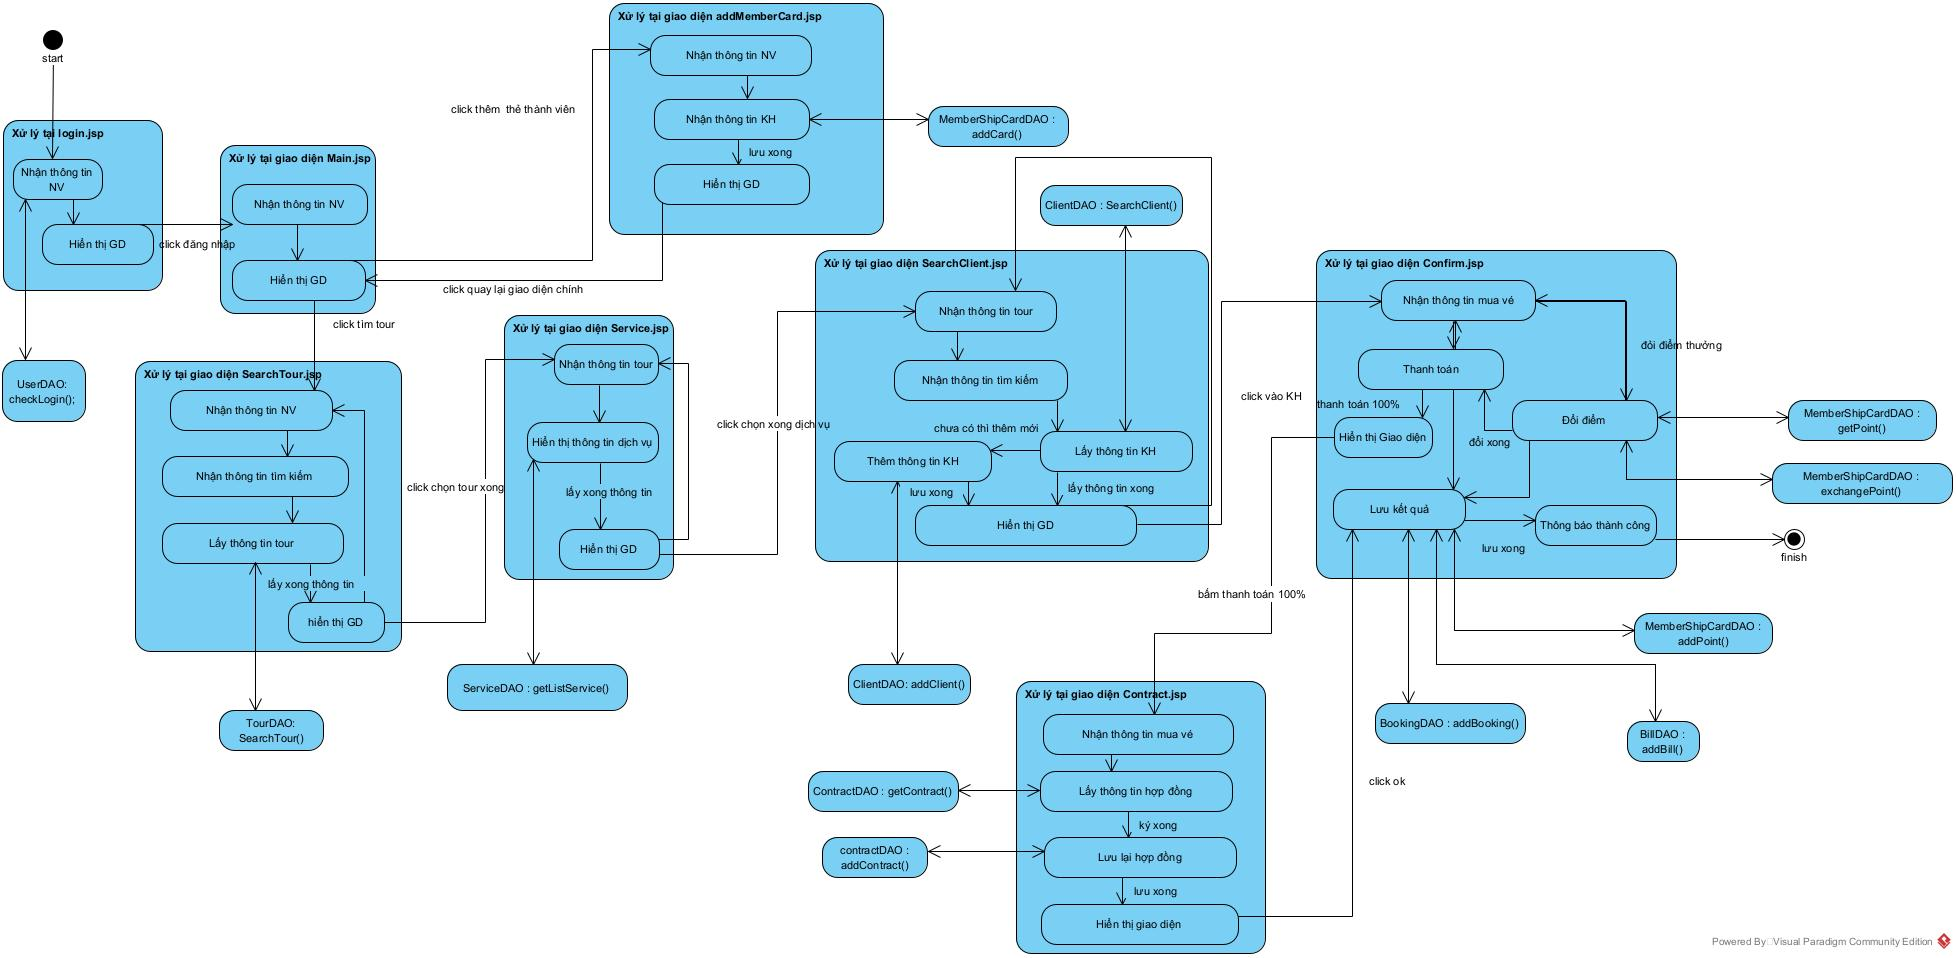 start
Xử lý tại login.jsp
Nhận thông tin
NV
Hiển thị GD
click đăng nhập
UserDAO:
checkLogin();
Xử lý tại giao diện Main.jsp
Nhận thông tin NV
Hiển thị GD
click tìm tour
click thêm thẻ thành viên
click quay lại giao diện chính
Xử lý tại giao diện addMemberCard.jsp
Nhận thông tin NV
Nhận thông tin KH
lưu xong
Hiển thị GD
MemberShipCardDAO :
addCard()
Xử lý tại giao diện SearchTour.jsp
Nhận thông tin NV
Nhận thông tin tìm kiếm
Lấy thông tin tour
lấy xong thông tin
hiển thị GD
TourDAO:
SearchTour()
click chọn tour xong
Xử lý tại giao diện Service.jsp
Nhận thông tin tour
Hiển thị thông tin dịch vụ
lấy xong thông tin
Hiển thị GD
ServiceDAO : getListService()
click chọn xong dịch vụ
ClientDAO : SearchClient()
Xử lý tại giao diện SearchClient.jsp
Nhận thông tin tour
Nhận thông tin tìm kiếm
chưa có thì thêm mới
Thêm thông tin KH
Lấy thông tin KH
lưu xong
lấy thông tin xong
Hiển thị GD
ClientDAO: addClient()
click vào KH
Xử lý tại giao diện Confirm.jsp
Nhận thông tin mua vé
đỏi điểm thưởng
Thanh toán
thanh toán 100%
Hiển thị Giao diện
đổi xong
Đổi điểm
Lưu kết quả
lưu xong
Thông báo thành công
MemberShipCardDAO :
getPoint()
MemberShipCardDAO :
exchangePoint()
finish
bấm thanh toán 100%
MemberShipCardDAO :
addPoint()
BookingDAO : addBooking()
BillDAO :
addBill()
click ok
Xử lý tại giao diện Contract.jsp
Nhận thông tin mua vé
Lấy thông tin hợp đồng
ký xong
Lưu lại hợp đồng
lưu xong
Hiển thị giao diện
ContractDAO : getContract()
contractDAO :
addContract()
Powered By Visual Paradigm Community Edition